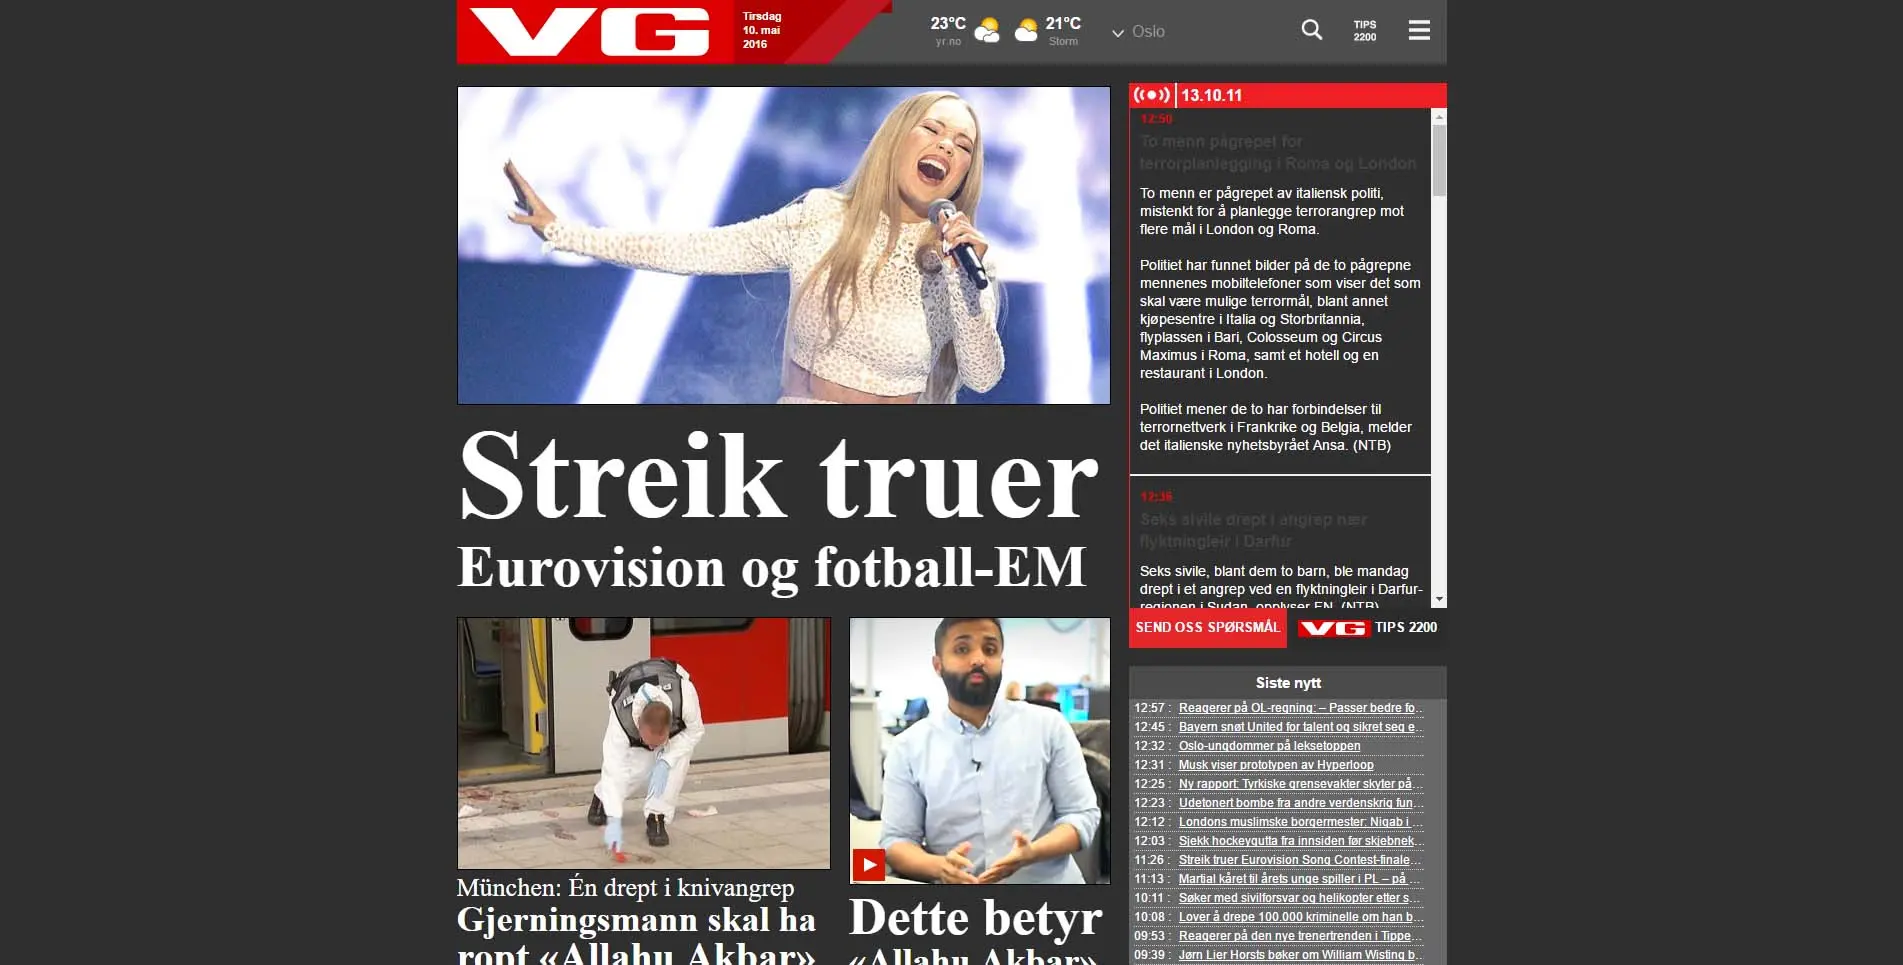 VG
Tirsdag
10. mai
2016
23°C
yr.no
21°C
Storm
Oslo
TIPS
2200
Streik truer
Eurovision og fotball-EM
München: Én drept i knivangrep
Gjerningsmann skal ha
ropt «Allahu Akbar»
Dette betyr
«Allahu Akbar»
13.10.11
12:50
To menn pågrepet for
terrorplanlegging i Roma og London
To menn er pågrepet av italiensk politi,
mistenkt for å planlegge terrorangrep mot
flere mål i London og Roma.
Politiet har funnet bilder på de to pågrepne
mennenes mobiltelefoner som viser det som
skal være mulige terrormål, blant annet
kjøpesentre i Italia og Storbritannia,
flyplassen i Bari, Colosseum og Circus
Maximus i Roma, samt et hotell og en
restaurant i London.
Politiet mener de to har forbindelser til
terrornettverk i Frankrike og Belgia, melder
det italienske nyhetsbyrået Ansa. (NTB)
12:36
Seks sivile drept i angrep nær
flyktningleir i Darfur
Seks sivile, blant dem to barn, ble mandag
drept i et angrep ved en flyktningleir i Darfur-
regionen i Sudan, opplyser FN. (NTB)
SEND OSS SPØRSMÅL
VG TIPS 2200
Siste nytt
12:57 : Reagerer på OL-regning: – Passer bedre fo...
12:45 : Bayern snøt United for talent og sikret seg e...
12:32 : Oslo-ungdommer på leksetoppen
12:31 : Musk viser prototypen av Hyperloop
12:25 : Ny rapport: Tyrkiske grensevakter skyter på...
12:23 : Udetonert bombe fra andre verdenskrig fun...
12:12 : Londons muslimske borgermester: Niqab i ...
12:03 : Sjekk hockeygutta fra innsiden før skjebnek...
11:26 : Streik truer Eurovision Song Contest-finale...
11:13 : Martial kåret til årets unge spiller i PL – på ...
10:11 : Søker med sivilforsvar og helikopter etter s...
10:08 : Lover å drepe 100.000 kriminelle om han b...
09:53 : Reagerer på den nye trenertrenden i Tippe...
09:39 : Jørn Lier Horsts bøker om William Wisting b...